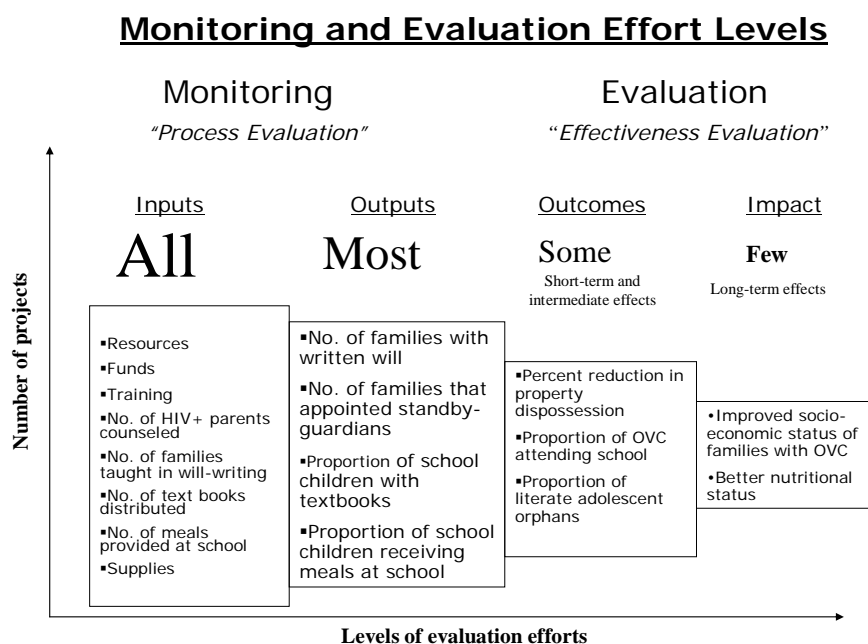 Monitoring and Evaluation Effort Levels
Monitoring
“Process Evaluation”
Evaluation
“Effectiveness Evaluation”
Number of projects
Inputs
All
▪Resources
▪Funds
▪Training
▪No. of HIV+ parents
counseled
▪No. of families
taught in will-writing
▪No. of text books
distributed
▪No. of meals
provided at school
▪Supplies
Outputs
Most
▪No. of families with
written will
▪No. of families that
appointed standby-
guardians
▪Proportion of school
children with
textbooks
▪Proportion of school
children receiving
meals at school
Outcomes
Some
Short-term and
intermediate effects
▪Percent reduction in
property
dispossession
▪Proportion of OVC
attending school
▪Proportion of
literate adolescent
orphans
Impact
Few
Long-term effects
•Improved socio-
economic status of
families with OVC
•Better nutritional
status
Levels of evaluation efforts